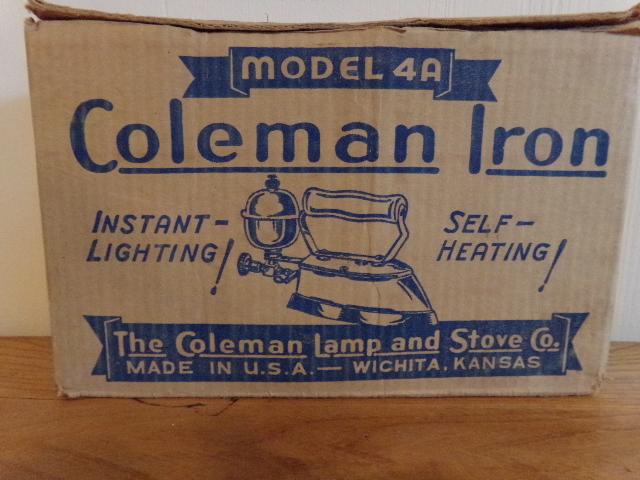 MODEL 4A
Coleman Iron
INSTANT-
LIGHTING!
SELF-
HEATING!
The Coleman Lamp and Stove Co.
MADE IN U.S.A. — WICHITA, KANSAS